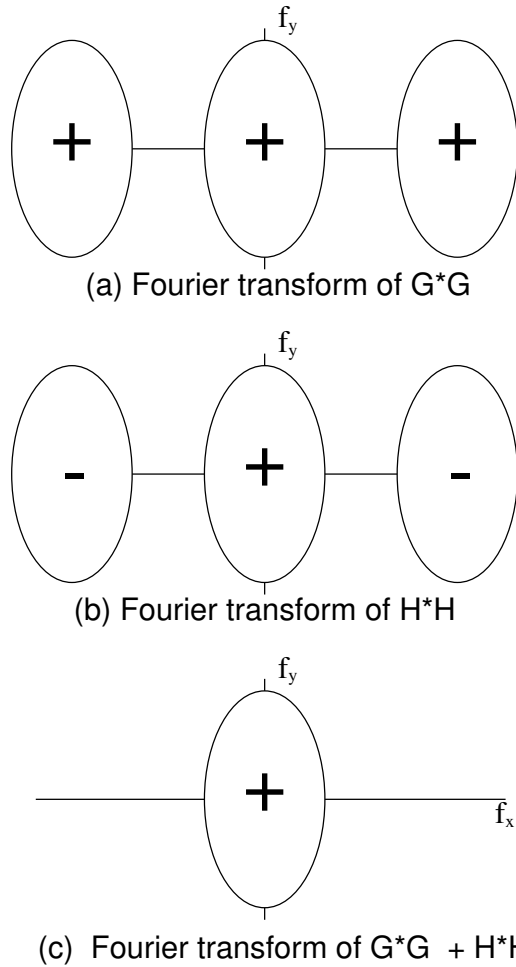 f_y
+ + +
(a) Fourier transform of G*G
f_y
- + -
(b) Fourier transform of H*H
f_y
+
f_x
(c) Fourier transform of G*G + H*H